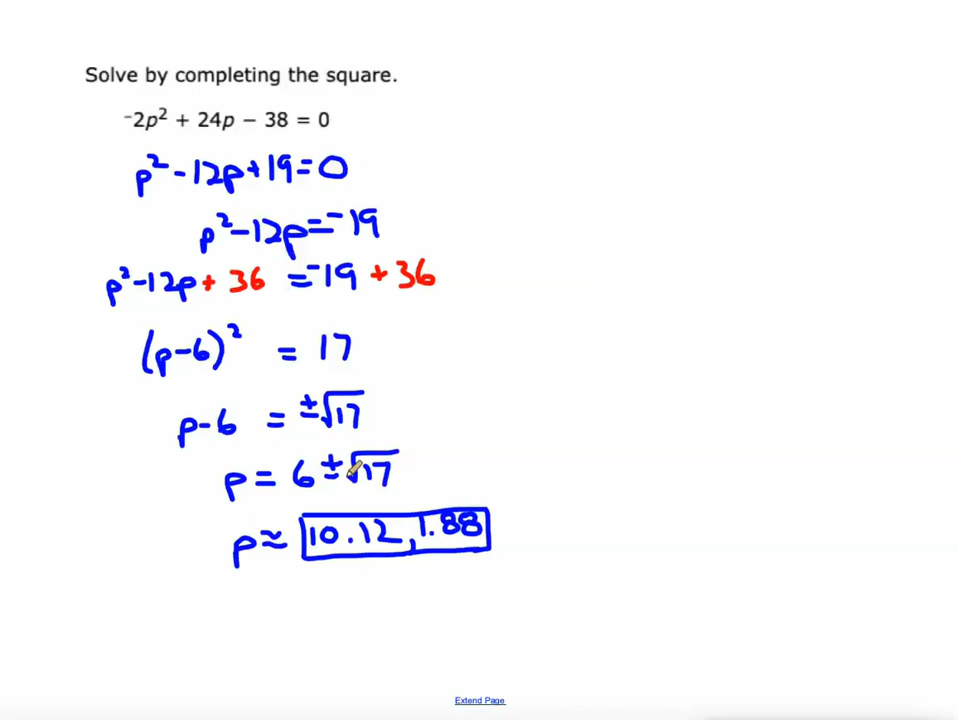 Solve by completing the square.
⁻2p² + 24p − 38 = 0
p² - 12p + 19 = 0
p² - 12p = ⁻19
p² - 12p + 36 = ⁻19 + 36
(p - 6)² = 17
p - 6 = ±√17
p = 6 ± √17
p ≈ 10.12, 1.88
Extend Page